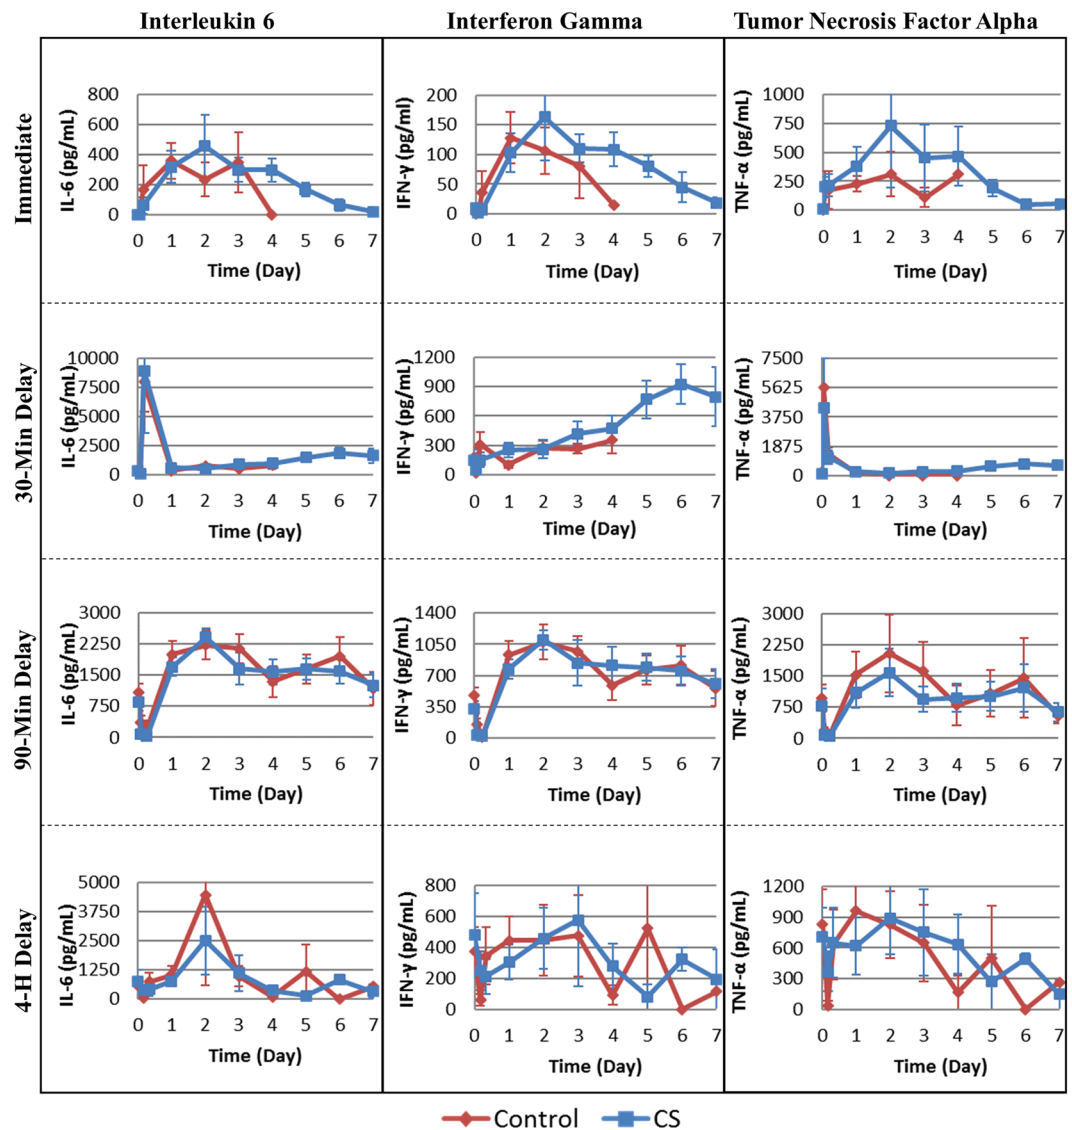 Interleukin 6 Interferon Gamma Tumor Necrosis Factor Alpha
Immediate
IL-6 (pg/mL)
800
600
400
200
0
0 1 2 3 4 5 6 7
Time (Day)
IFN-γ (pg/ml)
200
150
100
50
0
0 1 2 3 4 5 6 7
Time (Day)
TNF-α (pg/mL)
1000
750
500
250
0
0 1 2 3 4 5 6 7
Time (Day)
30-Min Delay
IL-6 (pg/mL)
10000
7500
5000
2500
0
0 1 2 3 4 5 6 7
Time (Day)
IFN-γ (pg/mL)
1200
900
600
300
0
0 1 2 3 4 5 6 7
Time (Day)
TNF-α (pg/mL)
7500
5625
3750
1875
0
0 1 2 3 4 5 6 7
Time (Day)
90-Min Delay
IL-6 (pg/mL)
3000
2250
1500
750
0
0 1 2 3 4 5 6 7
Time (Day)
IFN-γ (pg/mL)
1400
1050
700
350
0
0 1 2 3 4 5 6 7
Time (Day)
TNF-α (pg/mL)
3000
2250
1500
750
0
0 1 2 3 4 5 6 7
Time (Day)
4-H Delay
IL-6 (pg/mL)
5000
3750
2500
1250
0
0 1 2 3 4 5 6 7
Time (Day)
IFN-γ (pg/mL)
800
600
400
200
0
0 1 2 3 4 5 6 7
Time (Day)
TNF-α (pg/mL)
1200
900
600
300
0
0 1 2 3 4 5 6 7
Time (Day)
Control CS